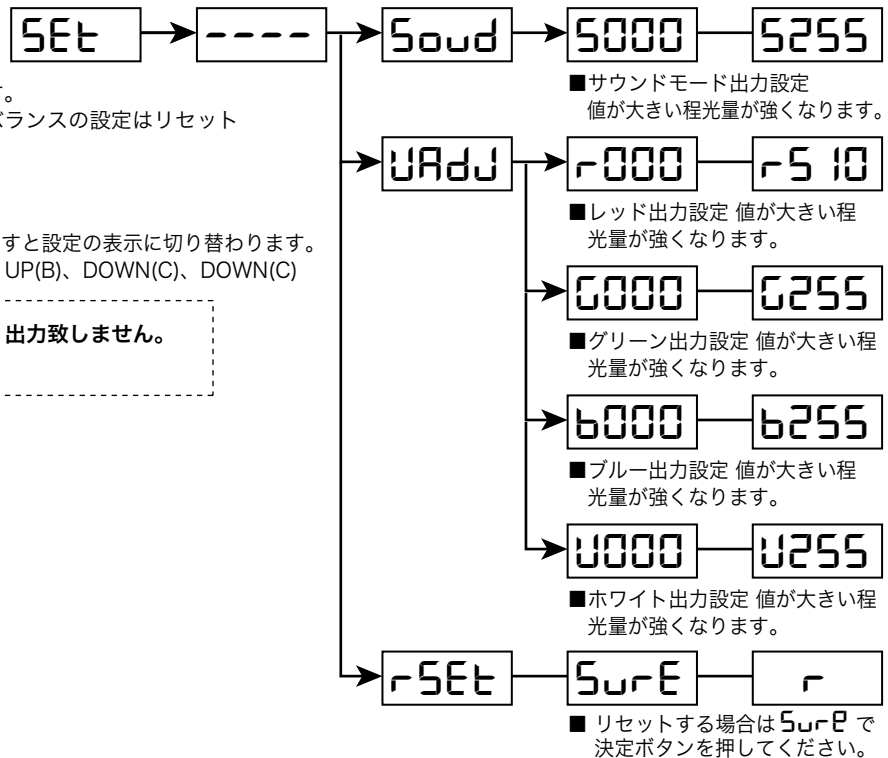 SEt ---- Soud S000 S255
す。
■サウンドモード出力設定
値が大きい程光量が強くなります。
バランスの設定はリセット
UAdJ r000 rS10
■レッド出力設定 値が大きい程
光量が強くなります。
すと設定の表示に切り替わります。
UP(B)、DOWN(C)、DOWN(C)
G000 G255
出力致しません。
■グリーン出力設定 値が大きい程
光量が強くなります。
b000 b255
■ブルー出力設定 値が大きい程
光量が強くなります。
U000 U255
■ホワイト出力設定 値が大きい程
光量が強くなります。
rSEt SurE r
■ リセットする場合は SurE で
決定ボタンを押してください。